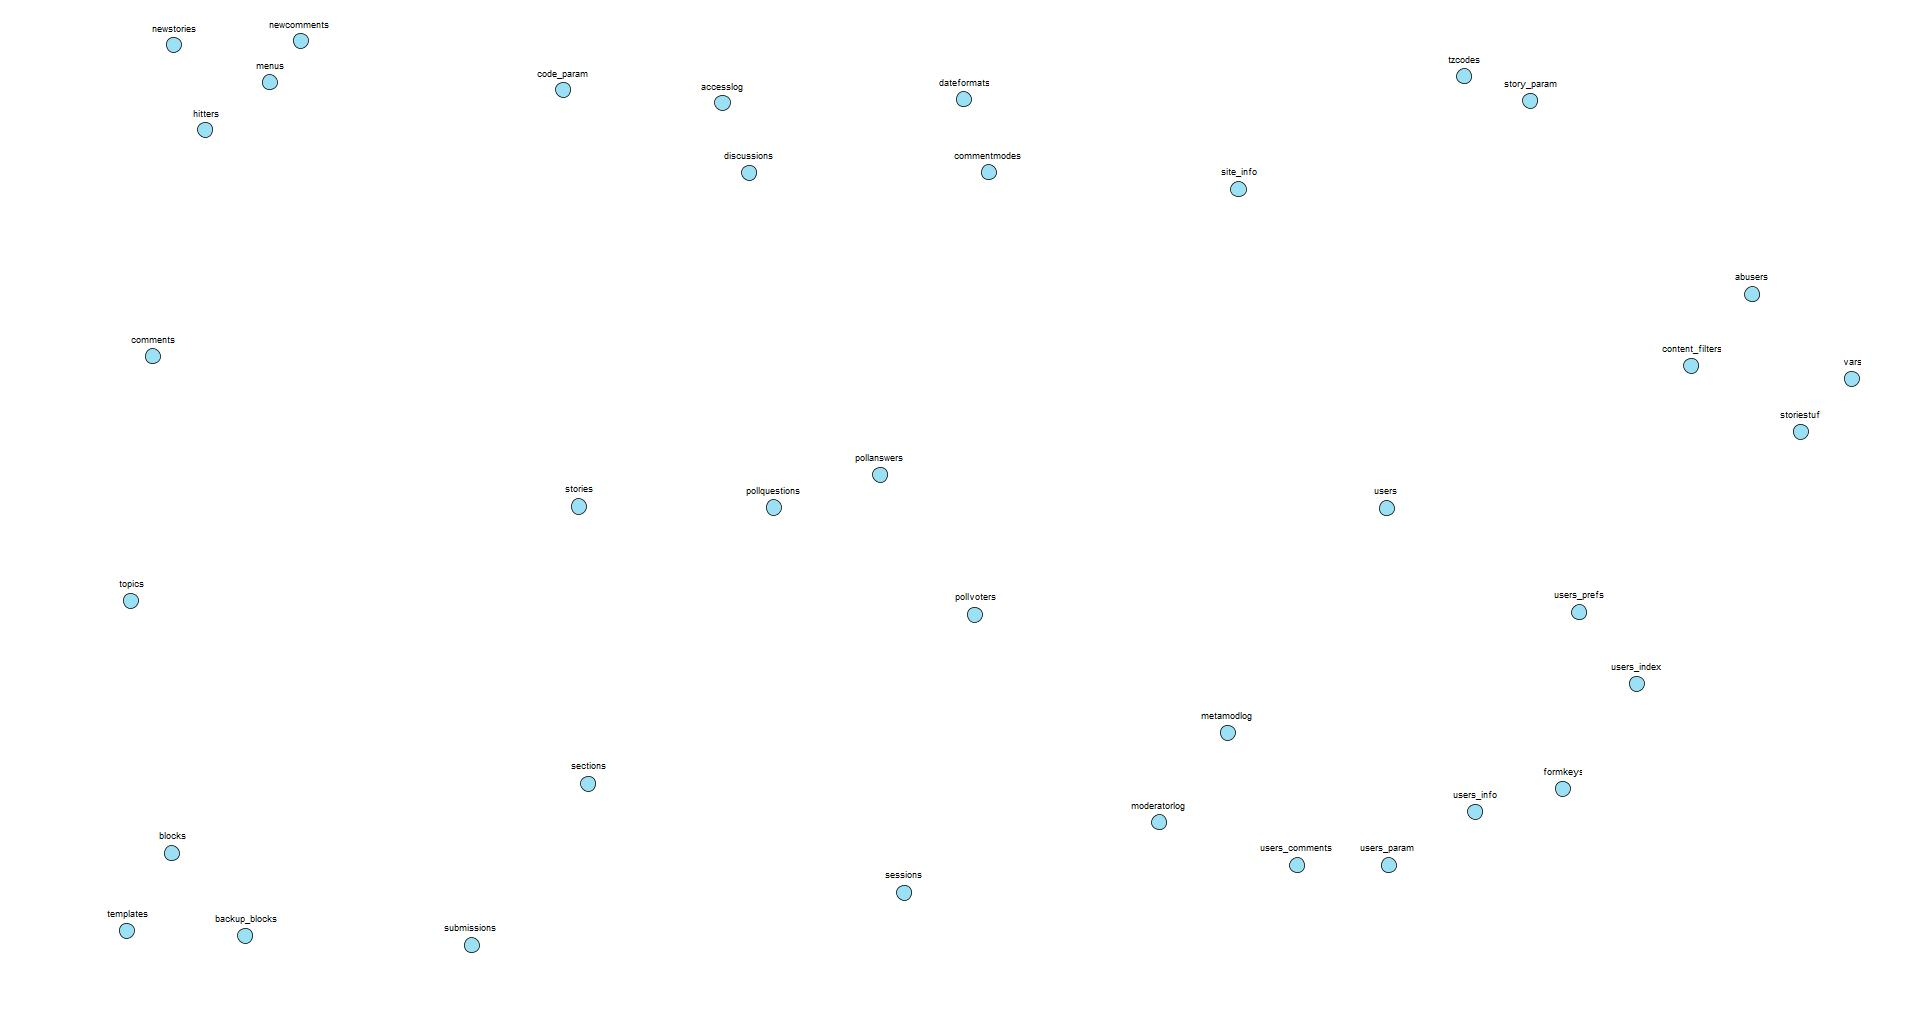 newstories
newcomments
menus
hitters
code_param
accesslog
dateformats
discussions
commentmodes
site_info
tzcodes
story_param
abusers
content_filters
vars
storiestuf
comments
stories
pollquestions
pollanswers
users
topics
pollvoters
users_prefs
users_index
metamodlog
sections
formkeys
users_info
moderatorlog
users_comments
users_param
blocks
sessions
templates
backup_blocks
submissions